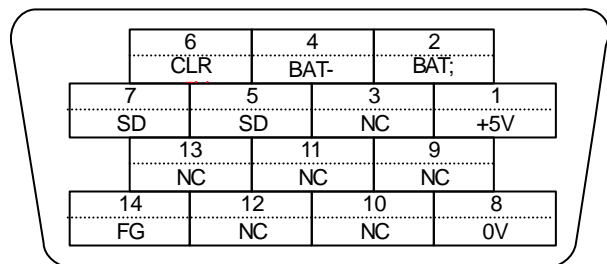 6 4 2
CLR BAT- BAT;
7 5 3 1
SD SD NC +5V
13 11 9
NC NC NC
14 12 10 8
FG NC NC 0V